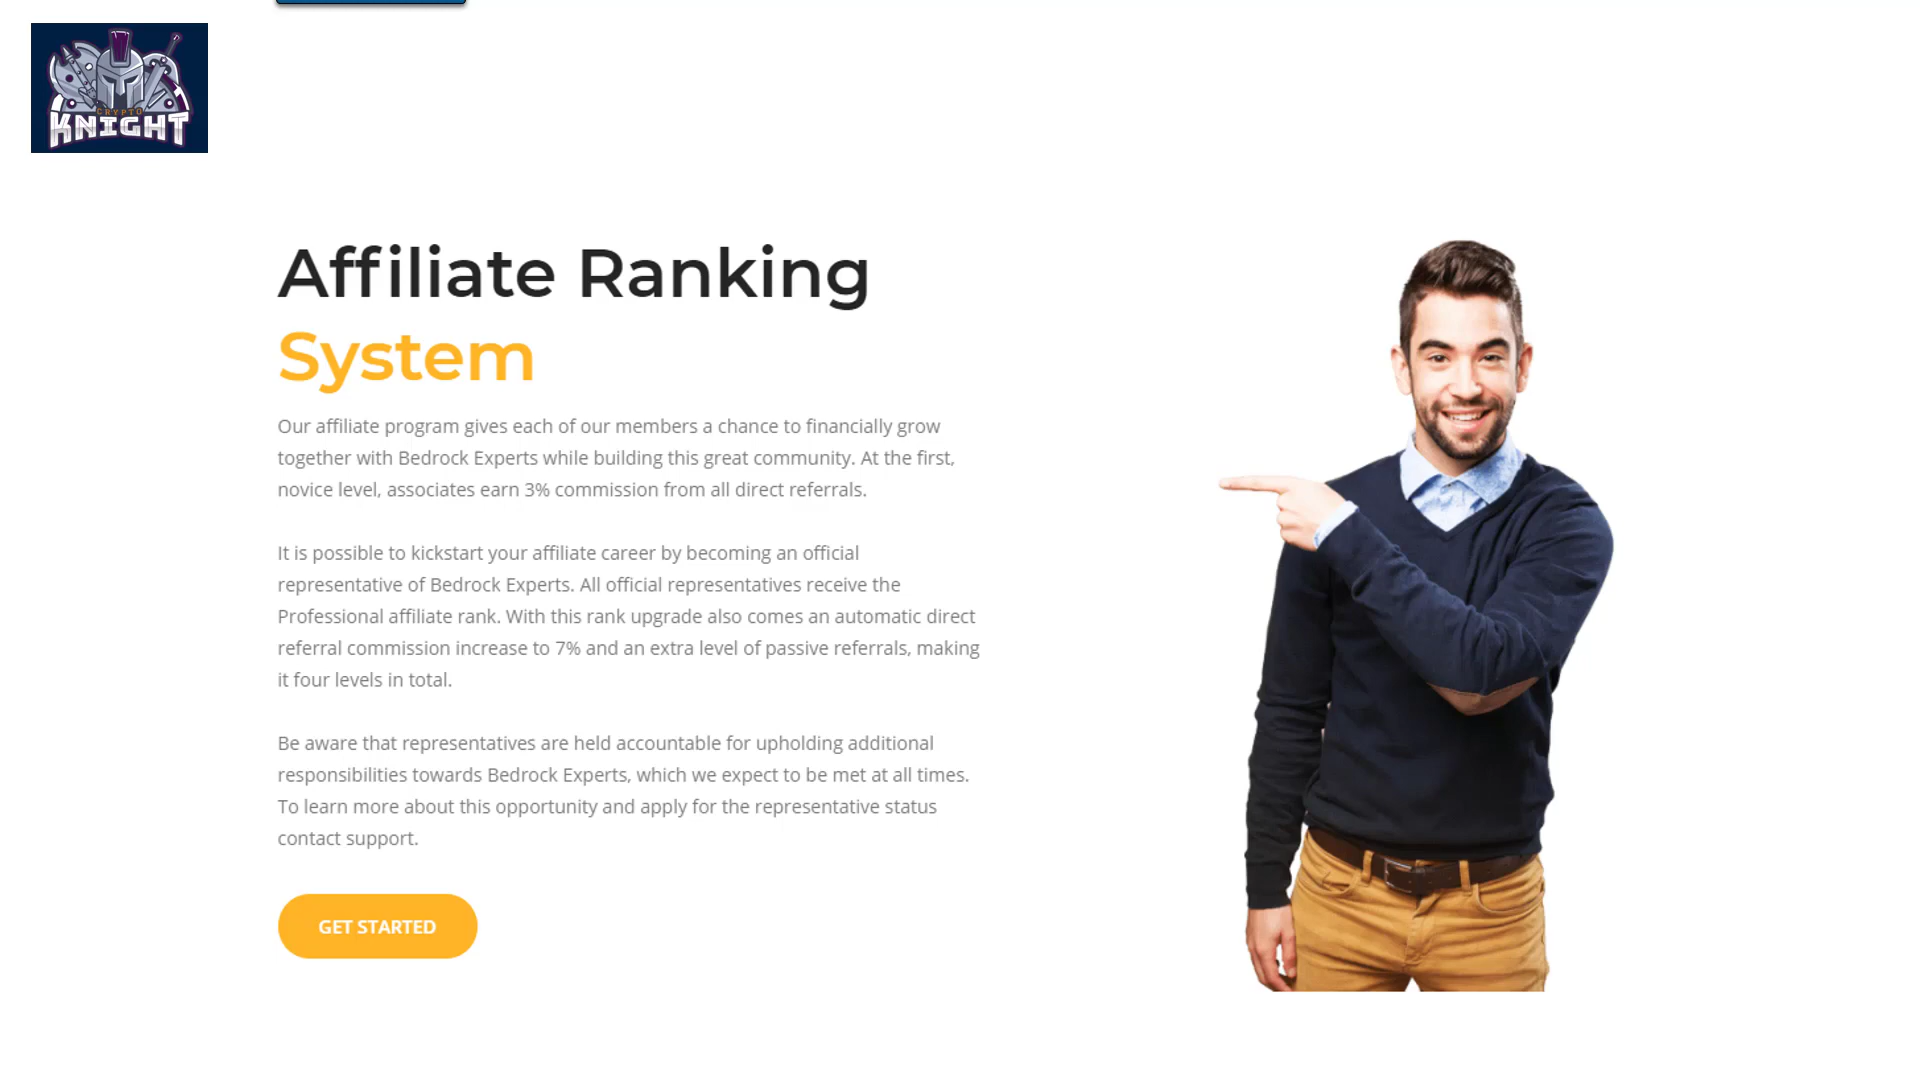 CRYPTO
KNIGHT
Affiliate Ranking
System
Our affiliate program gives each of our members a chance to financially grow
together with Bedrock Experts while building this great community. At the first,
novice level, associates earn 3% commission from all direct referrals.
It is possible to kickstart your affiliate career by becoming an official
representative of Bedrock Experts. All official representatives receive the
Professional affiliate rank. With this rank upgrade also comes an automatic direct
referral commission increase to 7% and an extra level of passive referrals, making
it four levels in total.
Be aware that representatives are held accountable for upholding additional
responsibilities towards Bedrock Experts, which we expect to be met at all times.
To learn more about this opportunity and apply for the representative status
contact support.
GET STARTED